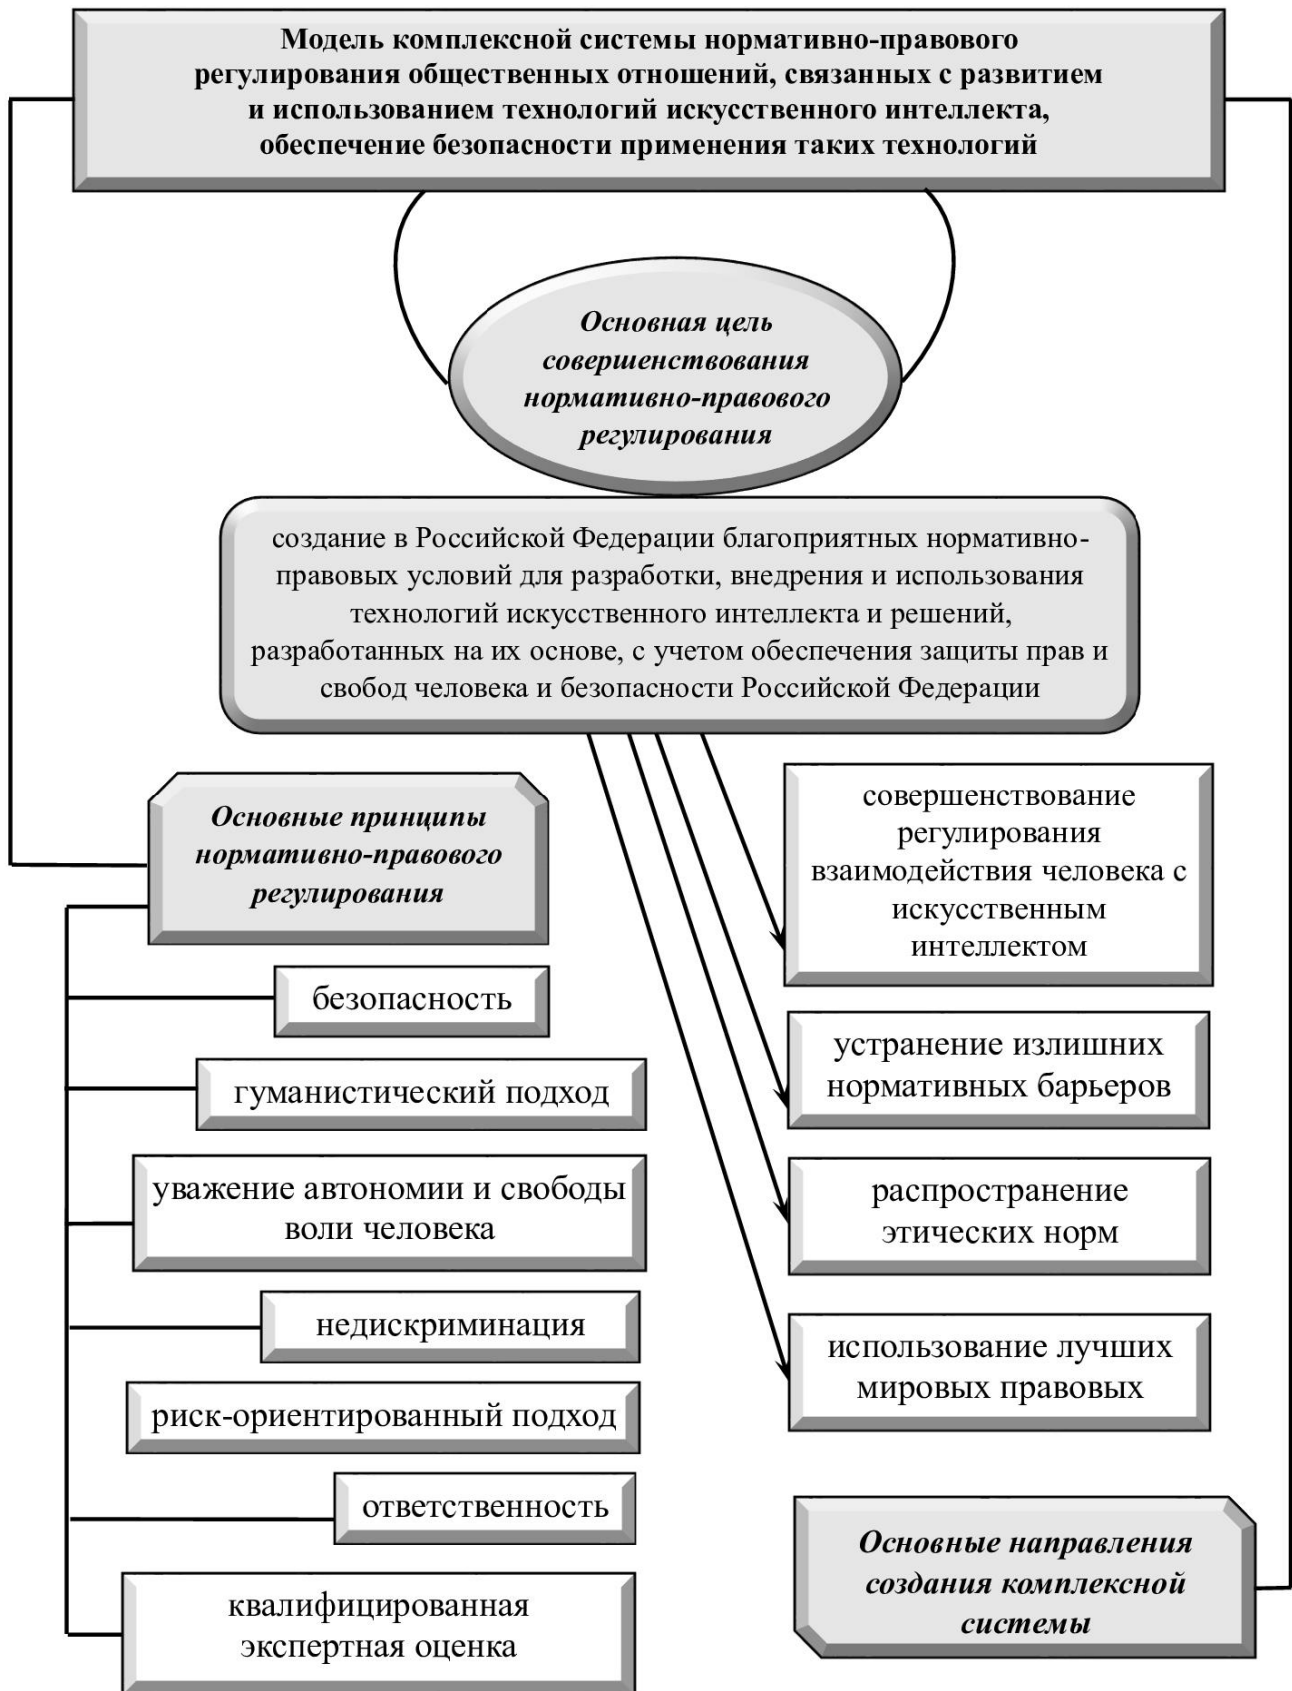 Модель комплексной системы нормативно-правового
регулирования общественных отношений, связанных с развитием
и использованием технологий искусственного интеллекта,
обеспечение безопасности применения таких технологий
Основная цель
совершенствования
нормативно-правового
регулирования
создание в Российской Федерации благоприятных нормативно-
правовых условий для разработки, внедрения и использования
технологий искусственного интеллекта и решений,
разработанных на их основе, с учетом обеспечения защиты прав и
свобод человека и безопасности Российской Федерации
Основные принципы
нормативно-правового
регулирования
безопасность
гуманистический подход
уважение автономии и свободы
воли человека
недискриминация
риск-ориентированный подход
ответственность
квалифицированная
экспертная оценка
совершенствование
регулирования
взаимодействия человека с
искусственным
интеллектом
устранение излишних
нормативных барьеров
распространение
этических норм
использование лучших
мировых правовых
Основные направления
создания комплексной
системы